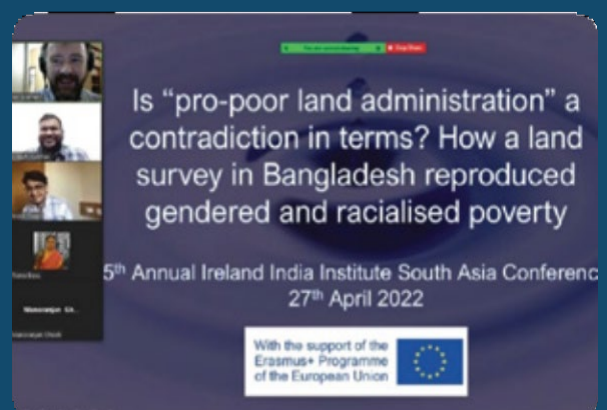 Is “pro-poor land administration” a
contradiction in terms? How a land
survey in Bangladesh reproduced
gendered and racialised poverty
5th Annual Ireland India Institute South Asia Conferenc
27th April 2022
With the support of the
Erasmus+ Programme
of the European Union